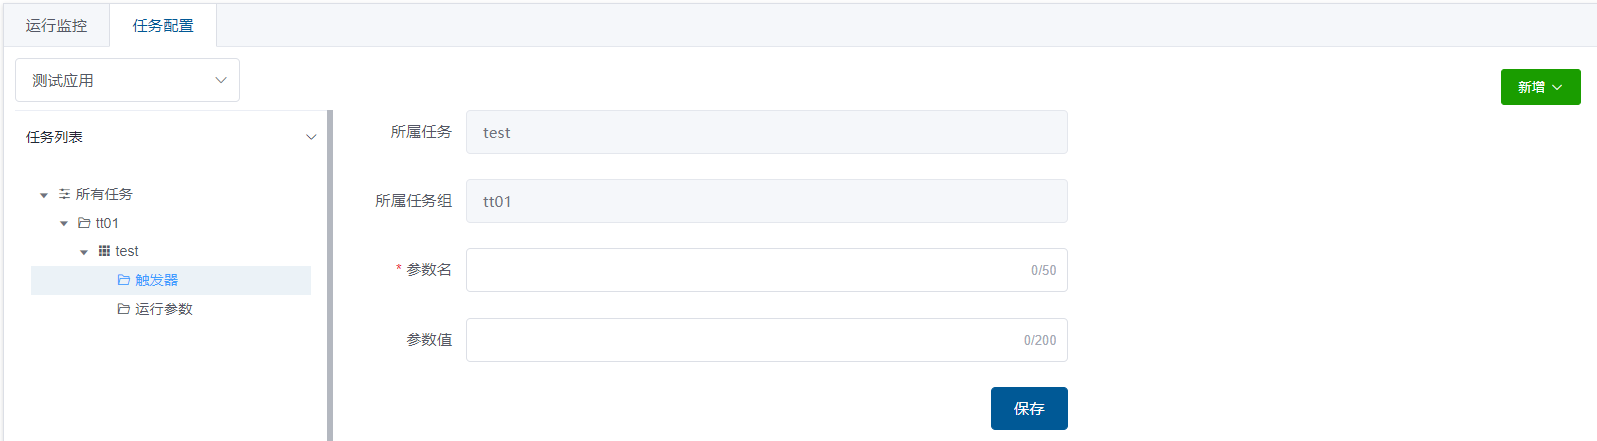 运行监控 任务配置
测试应用
新增
任务列表
所有任务
tt01
test
触发器
运行参数
所属任务 test
所属任务组 tt01
* 参数名 0/50
参数值 0/200
保存